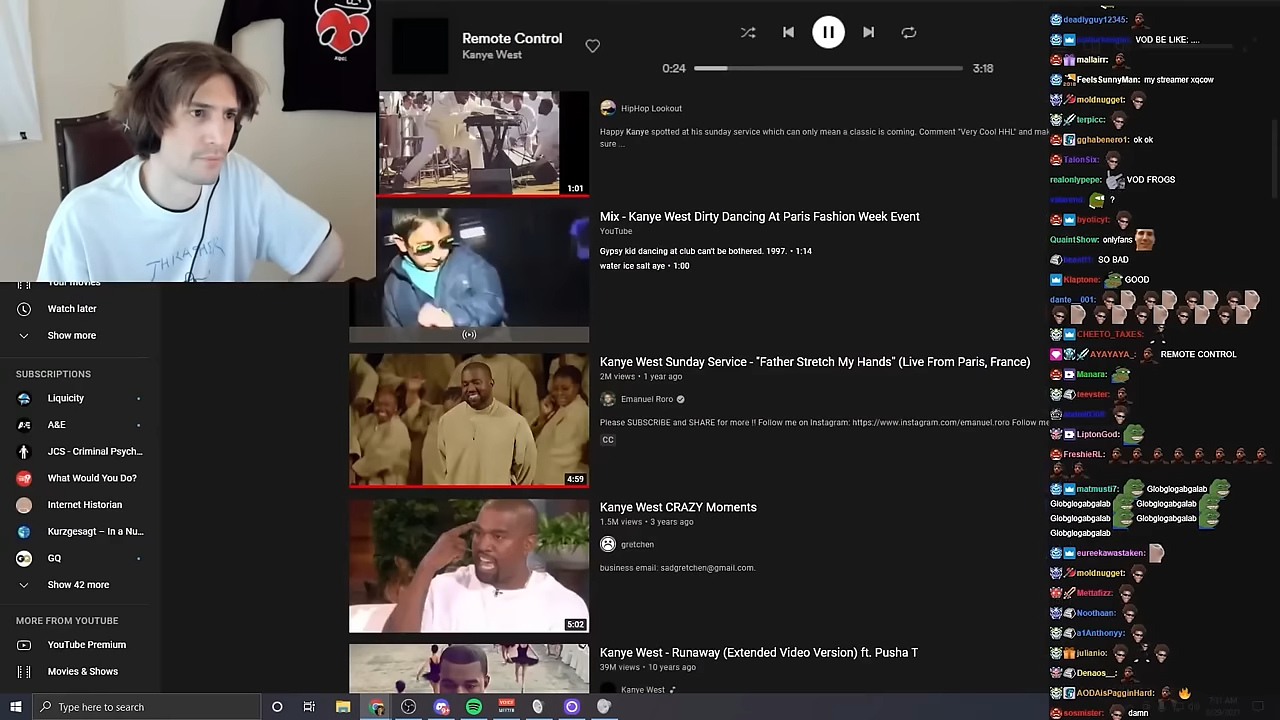 Remote Control
Kanye West
0:24
3:18
1:01
HipHop Lookout
Happy Kanye spotted at his sunday service which can only mean a classic is coming. Comment "Very Cool HHL" and mak
sure ...
Mix - Kanye West Dirty Dancing At Paris Fashion Week Event
YouTube
Gypsy kid dancing at club can't be bothered. 1997. • 1:14
water ice salt aye • 1:00
Kanye West Sunday Service - "Father Stretch My Hands" (Live From Paris, France)
2M views • 1 year ago
Emanuel Roro
Please SUBSCRIBE and SHARE for more !! Follow me on Instagram: https://www.instagram.com/emanuel.roro Follow me
CC
4:59
Kanye West CRAZY Moments
1.5M views • 3 years ago
gretchen
business email: sadgretchen@gmail.com.
5:02
Kanye West - Runaway (Extended Video Version) ft. Pusha T
39M views • 10 years ago
Kanye West
THRASHER
Your movies
Watch later
Show more
SUBSCRIPTIONS
Liquicity
A&E
JCS - Criminal Psych...
What Would You Do?
Internet Historian
Kurzgesagt – In a Nu...
GQ
Show 42 more
MORE FROM YOUTUBE
YouTube Premium
Movies & Shows
Type here to search
deadlyguy12345:
VOD BE LIKE: ....
mallairr:
FeelsSunnyMan: my streamer xqcow
moldnugget:
terpicc:
gghabenero1: ok ok
TalonSix:
realonlypepe: VOD FROGS
?
byoticyt:
QuaintShow: onlyfans
SO BAD
Klaptone: GOOD
dante__001:
CHEETO_TAXES:
AYAYAYA_: REMOTE CONTROL
Manara:
teevster:
LiptonGod:
FreshieRL:
matmusti7: Globglogabgalab
Globglogabgalab Globglogabgalab
Globglogabgalab Globglogabgalab
Globglogabgalab
eureekawastaken:
moldnugget:
Mettafizz:
Noothaan:
a1Anthonyy:
julianio:
Denaos__:
AODAisPagginHard:
sosmister: damn